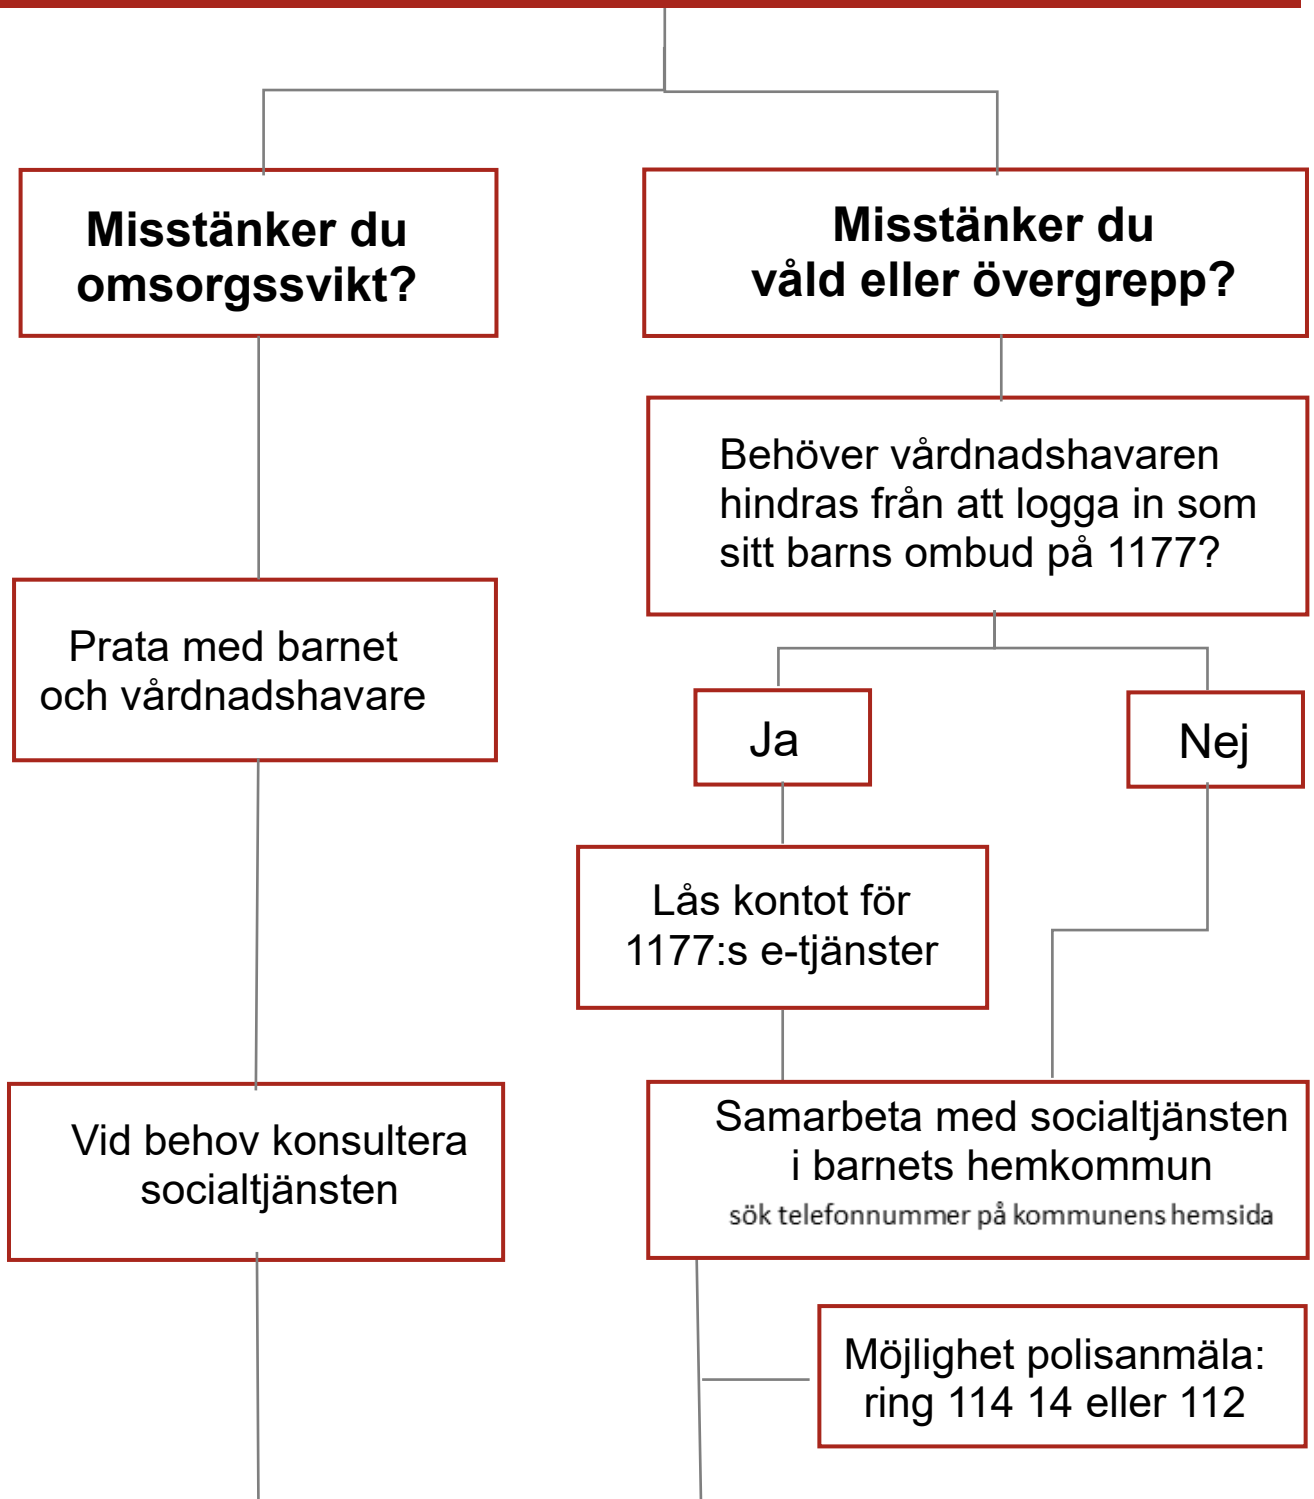 Misstänker du
omsorgssvikt?
Prata med barnet
och vårdnadshavare
Vid behov konsultera
socialtjänsten
Misstänker du
våld eller övergrepp?
Behöver vårdnadshavaren
hindras från att logga in som
sitt barns ombud på 1177?
Ja
Nej
Lås kontot för
1177:s e-tjänster
Samarbeta med socialtjänsten
i barnets hemkommun
sök telefonnummer på kommunens hemsida
Möjlighet polisanmäla:
ring 114 14 eller 112